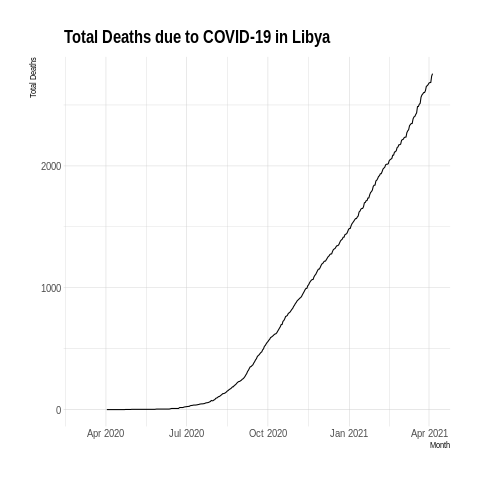 Total Deaths due to COVID-19 in Libya
Total Deaths
2000
1000
0
Apr 2020 Jul 2020 Oct 2020 Jan 2021 Apr 2021
Month